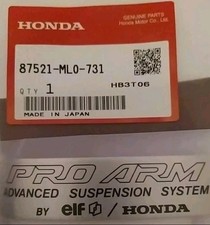 HONDA
GENUINE PARTS
Honda Motor Co., Ltd.
87521-ML0-731
HB3T06
QTY 1
MADE IN JAPAN
PRO ARM
ADVANCED SUSPENSION SYSTEM
BY elf / HONDA